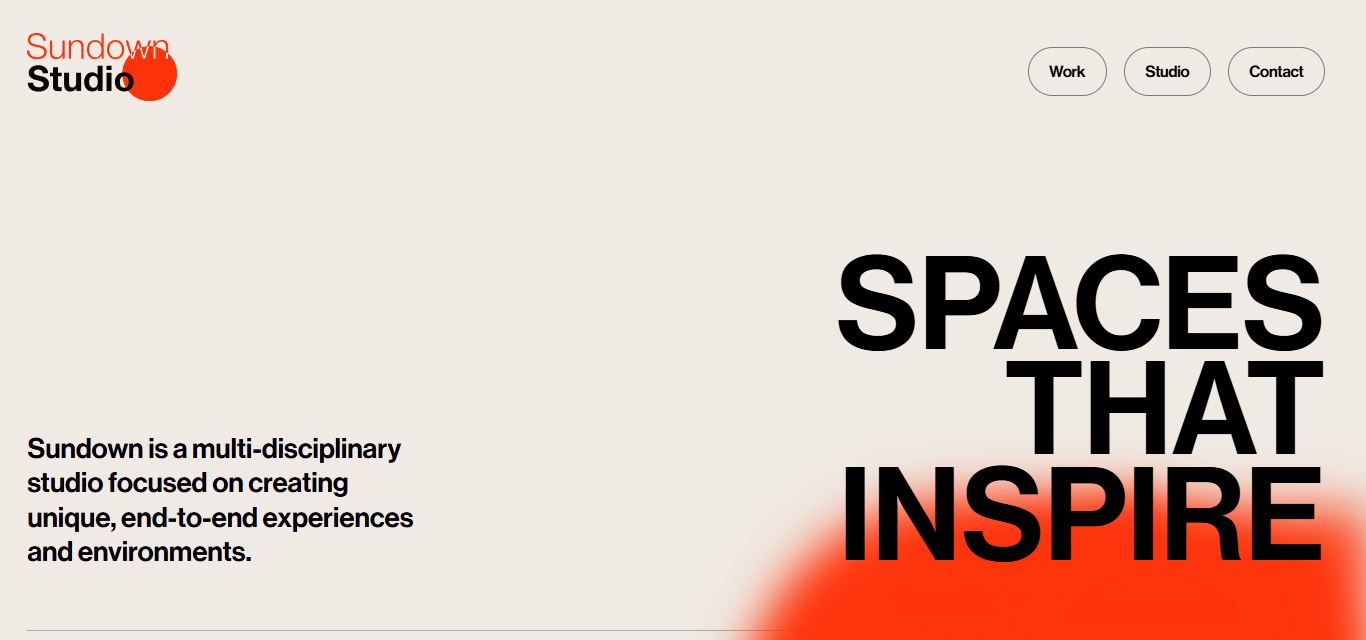 Sundown
Studio
Work
Studio
Contact
SPACES
THAT
INSPIRE
Sundown is a multi-disciplinary
studio focused on creating
unique, end-to-end experiences
and environments.